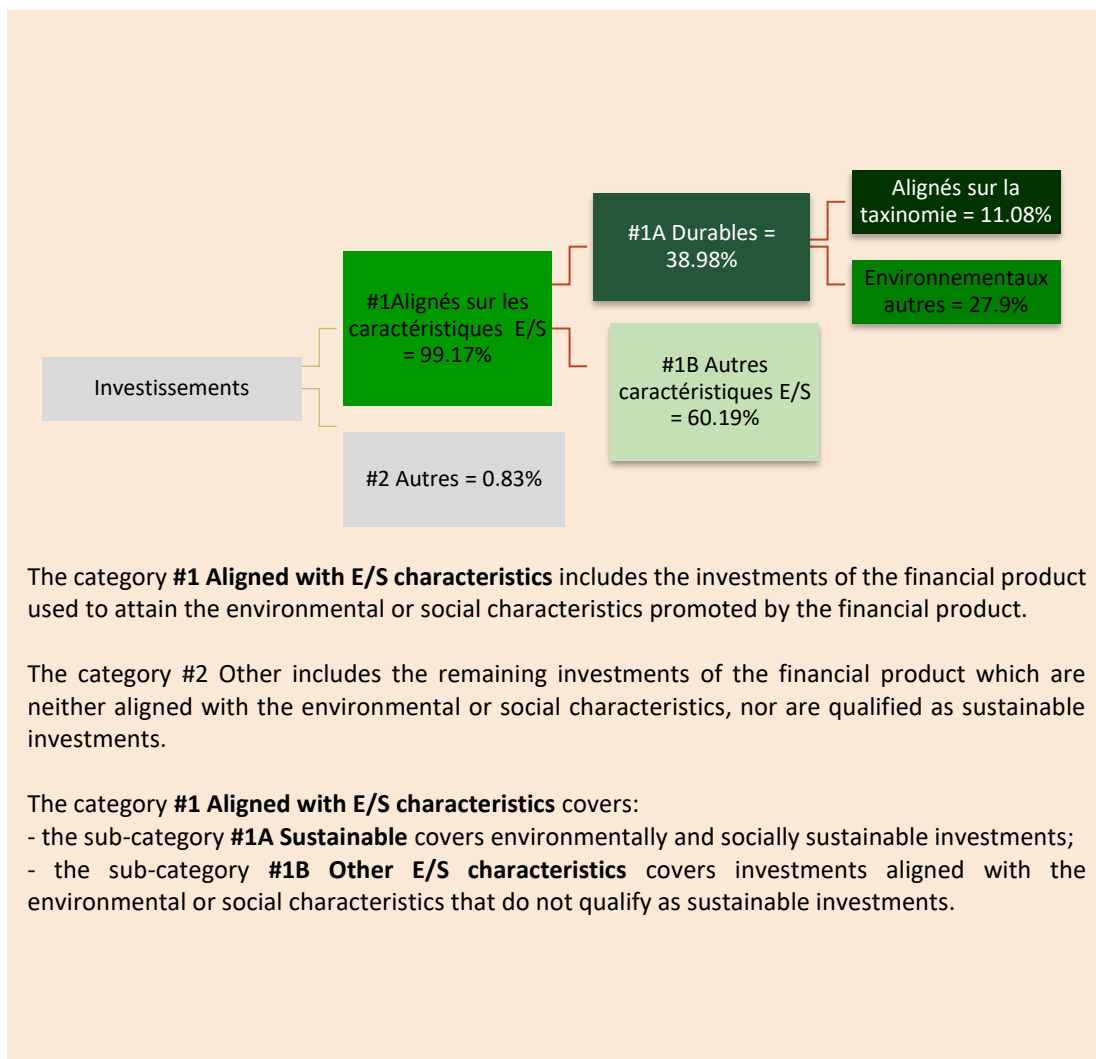 Alignés sur la
taxinomie = 11.08%
#1A Durables =
38.98%
Environnementaux
autres = 27.9%
#1Alignés sur les
caractéristiques E/S
= 99.17%
#1B Autres
caractéristiques E/S
= 60.19%
Investissements
#2 Autres = 0.83%
The category #1 Aligned with E/S characteristics includes the investments of the financial product
used to attain the environmental or social characteristics promoted by the financial product.
The category #2 Other includes the remaining investments of the financial product which are
neither aligned with the environmental or social characteristics, nor are qualified as sustainable
investments.
The category #1 Aligned with E/S characteristics covers:
- the sub-category #1A Sustainable covers environmentally and socially sustainable investments;
- the sub-category #1B Other E/S characteristics covers investments aligned with the
environmental or social characteristics that do not qualify as sustainable investments.